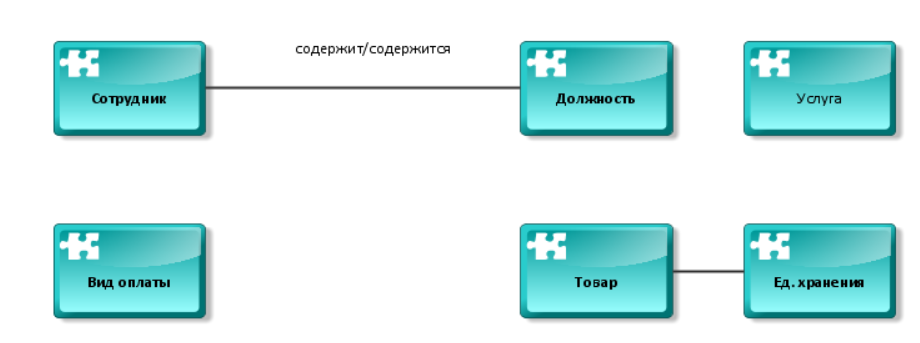 содержит/содержится
Сотрудник
Должность
Услуга
Вид оплаты
Товар
Ед. хранения